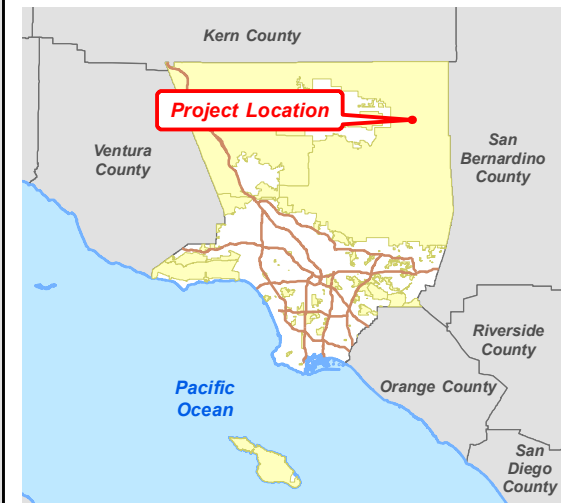 Kern County
Project Location
Ventura
County
San
Bernardino
County
Riverside
County
Orange County
Pacific
Ocean
San
Diego
County